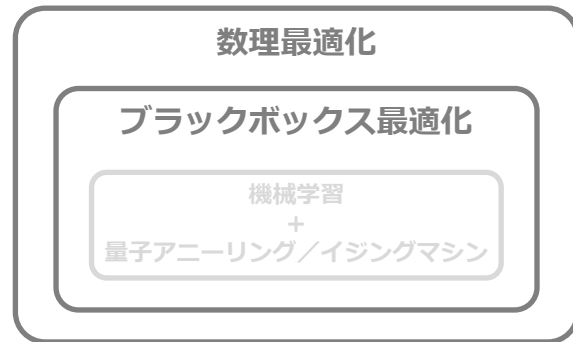 数理最適化
ブラックボックス最適化
機械学習
+
量子アニーリング／イジングマシン